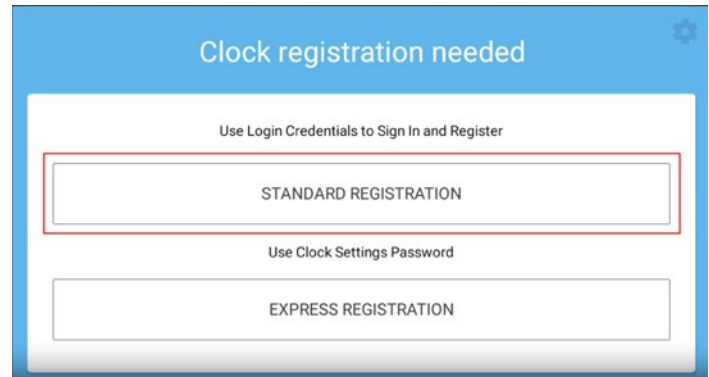 Clock registration needed
Use Login Credentials to Sign In and Register
STANDARD REGISTRATION
Use Clock Settings Password
EXPRESS REGISTRATION